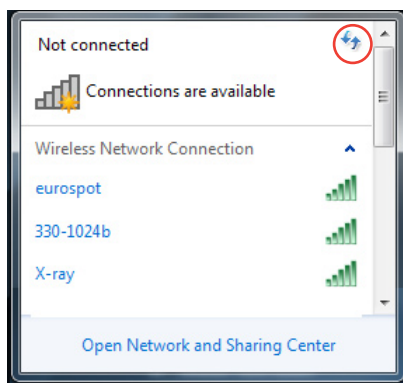 Not connected
Connections are available
Wireless Network Connection
eurospot
330-1024b
X-ray
Open Network and Sharing Center